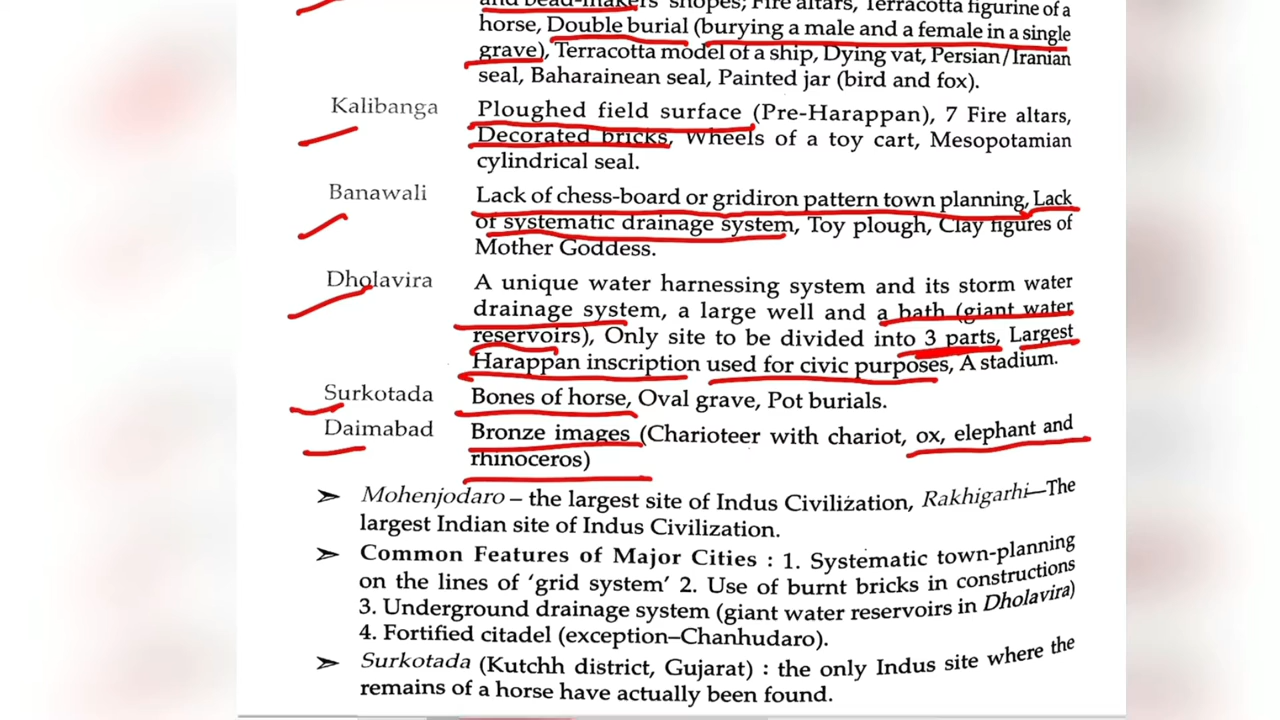 and bead-makers' shopes; Fire altars, Terracotta figurine of a
horse, Double burial (burying a male and a female in a single
grave), Terracotta model of a ship, Dying vat, Persian/Iranian
seal, Baharainean seal, Painted jar (bird and fox).
Kalibanga Ploughed field surface (Pre-Harappan), 7 Fire altars,
Decorated bricks, Wheels of a toy cart, Mesopotamian
cylindrical seal.
Banawali Lack of chess-board or gridiron pattern town planning, Lack
of systematic drainage system, Toy plough, Clay figures of
Mother Goddess.
Dholavira A unique water harnessing system and its storm water
drainage system, a large well and a bath (giant water
reservoirs), Only site to be divided into 3 parts, Largest
Harappan inscription used for civic purposes, A stadium.
Surkotada Bones of horse, Oval grave, Pot burials.
Daimabad Bronze images (Charioteer with chariot, ox, elephant and
rhinoceros)
➢ Mohenjodaro – the largest site of Indus Civilization, Rakhigarhi—The
largest Indian site of Indus Civilization.
➢ Common Features of Major Cities : 1. Systematic town-planning
on the lines of 'grid system' 2. Use of burnt bricks in constructions
3. Underground drainage system (giant water reservoirs in Dholavira)
4. Fortified citadel (exception–Chanhudaro).
➢ Surkotada (Kutchh district, Gujarat) : the only Indus site where the
remains of a horse have actually been found.